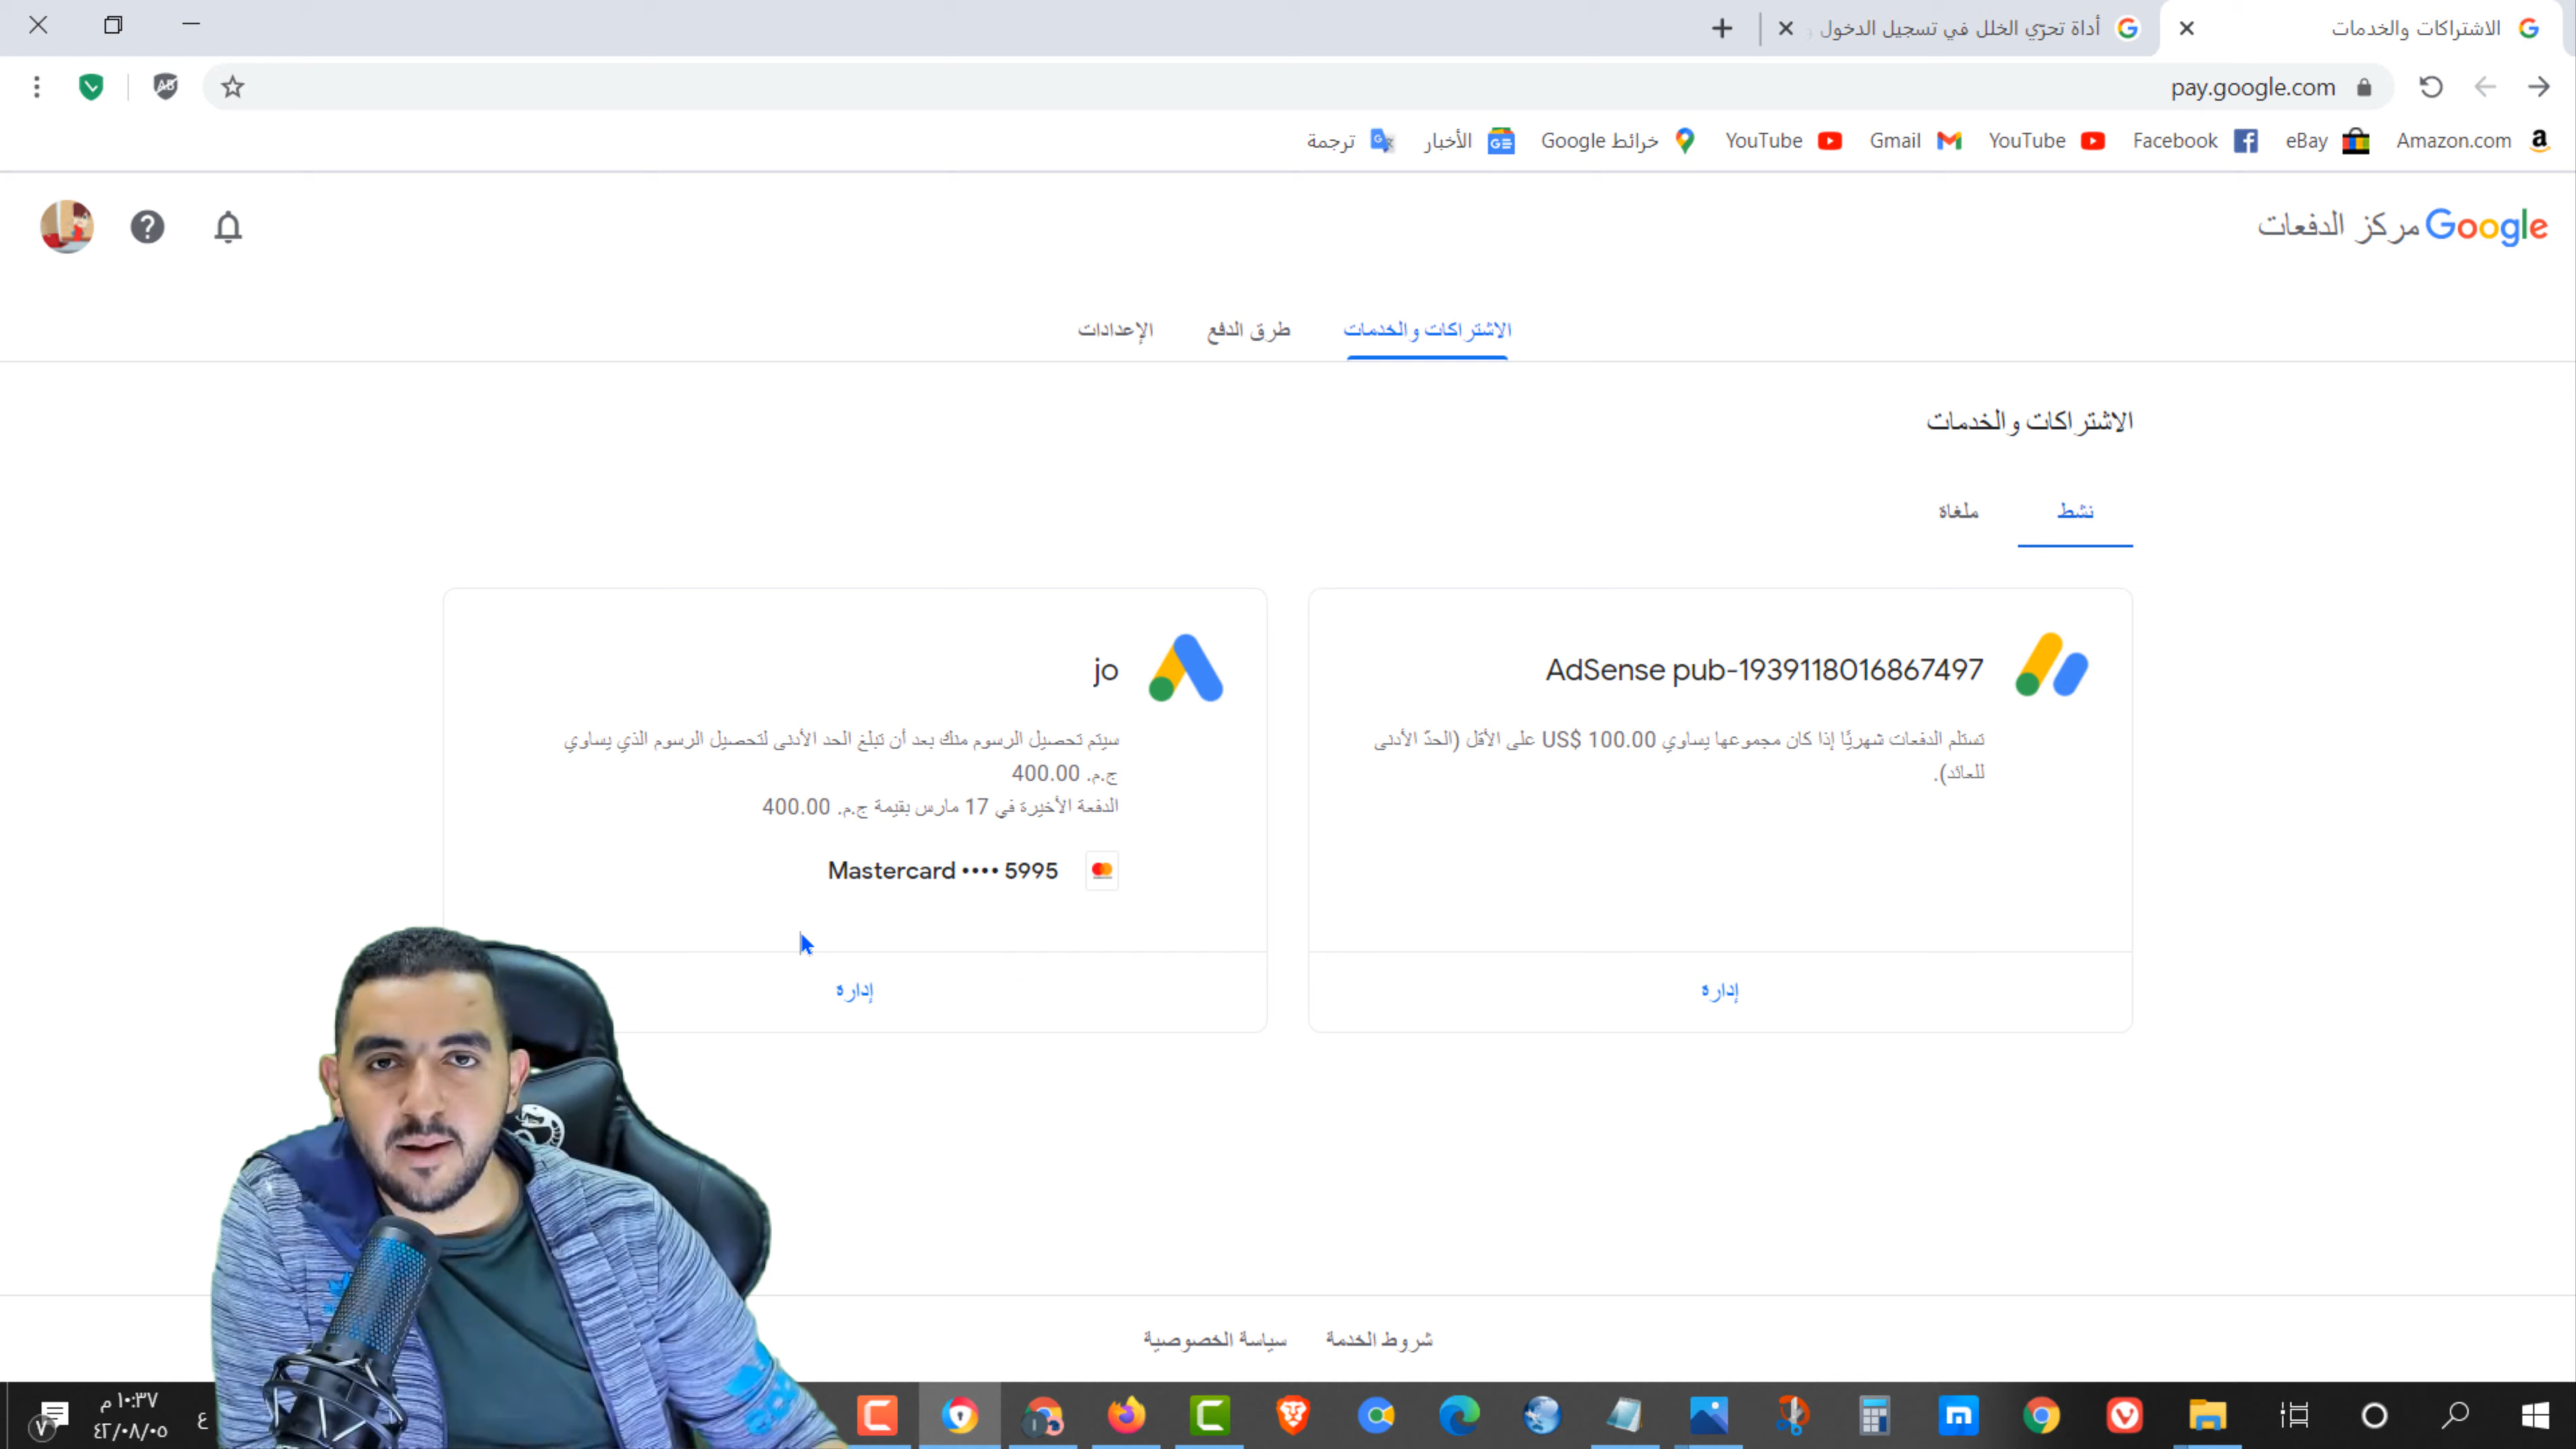 الاشتراكات والخدمات
أداة تحرّي الخلل في تسجيل الدخول
pay.google.com
Amazon.com
eBay
Facebook
YouTube
Gmail
YouTube
خرائط Google
الأخبار
ترجمة
Google مركز الدفعات
الاشتراكات والخدمات
طرق الدفع
الإعدادات
الاشتراكات والخدمات
نشط
ملغاة
AdSense pub-1939118016867497
تستلم الدفعات شهريًا إذا كان مجموعها يساوي US$ 100.00 على الأقل (الحدّ الأدنى
للعائد).
إدارة
jo
سيتم تحصيل الرسوم منك بعد أن تبلغ الحد الأدنى لتحصيل الرسوم الذي يساوي
ج.م. 400.00
الدفعة الأخيرة في 17 مارس بقيمة ج.م. 400.00
Mastercard •••• 5995
إدارة
شروط الخدمة
سياسة الخصوصية
ع
١٠:٣٧ م
٤٢/٠٨/٠٥
٧